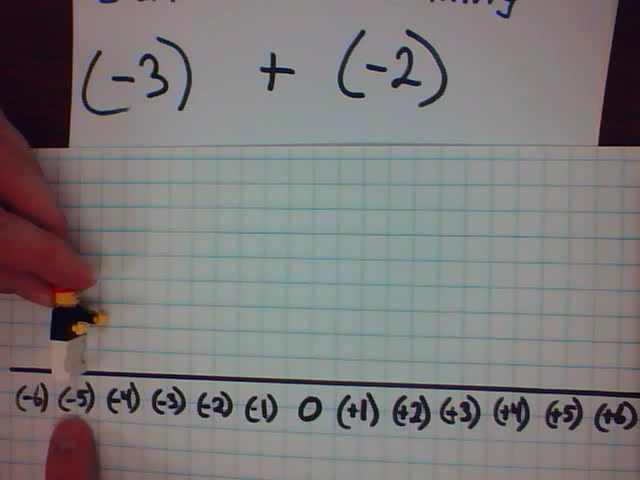 (-3) + (-2)
(-6) (-5) (-4) (-3) (-2) (-1) 0 (+1) (+2) (+3) (+4) (+5) (+6)